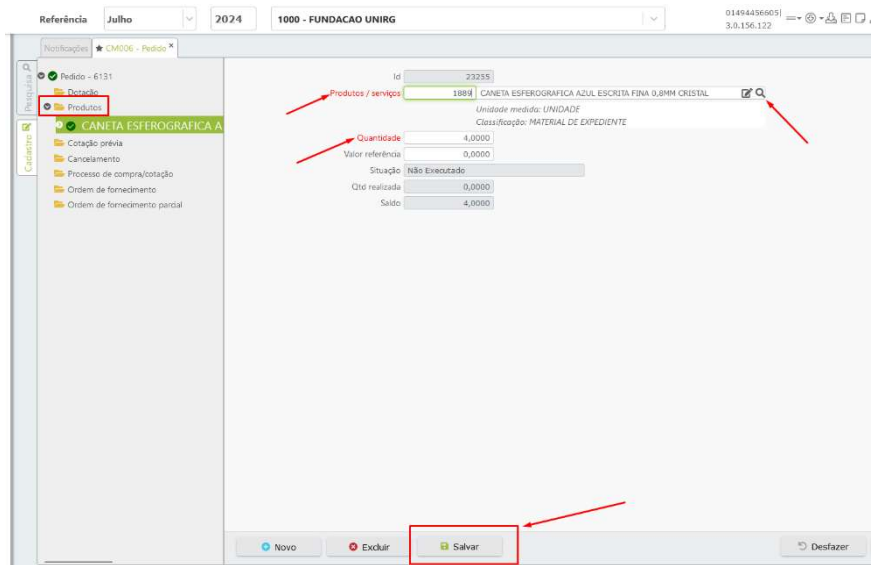 Referência Julho 2024 1000 - FUNDACAO UNIRG 01494456605|
3.0.156.122
Notificações ★ CM006 - Pedido ×
Pesquisa
Cadastro
Pedido - 6131
Dotação
Produtos
CANETA ESFEROGRAFICA A
Cotação prévia
Cancelamento
Processo de compra/cotação
Ordem de fornecimento
Ordem de fornecimento parcial
Id 23255
Produtos / serviços 1889 CANETA ESFEROGRAFICA AZUL ESCRITA FINA 0,8MM CRISTAL
Unidade medida: UNIDADE
Classificação: MATERIAL DE EXPEDIENTE
Quantidade 4,0000
Valor referência 0,0000
Situação Não Executado
Qtd realizada 0,0000
Saldo 4,0000
Novo Excluir Salvar Desfazer